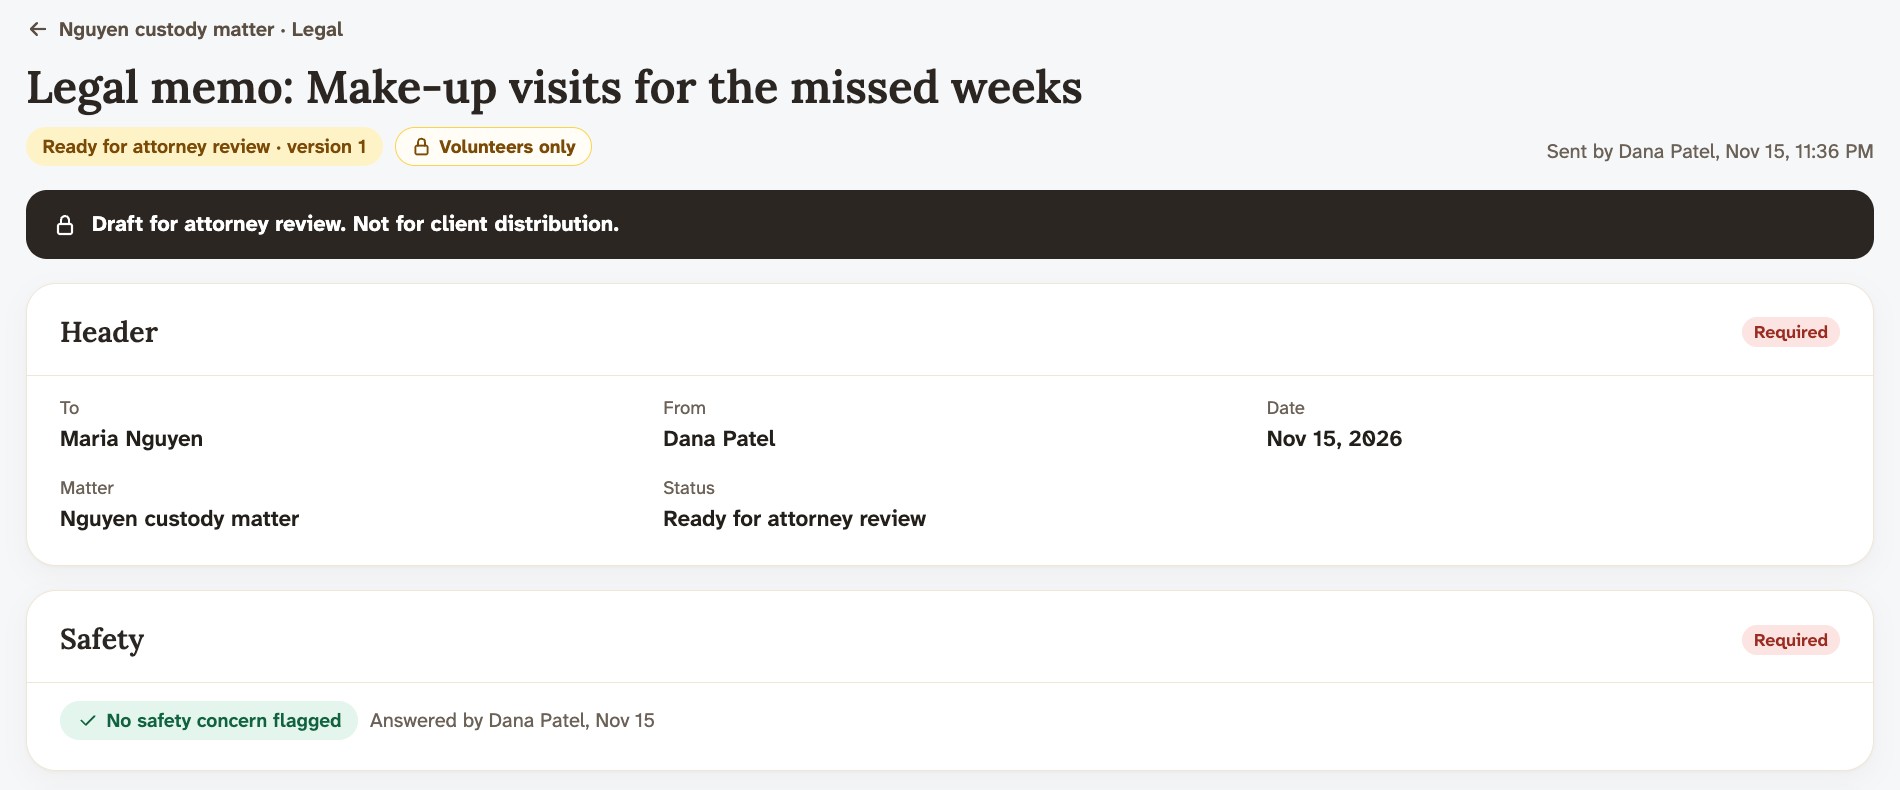 ← Nguyen custody matter · Legal
Legal memo: Make-up visits for the missed weeks
Ready for attorney review · version 1
Volunteers only
Sent by Dana Patel, Nov 15, 11:36 PM
Draft for attorney review. Not for client distribution.
Header
Required
To
From
Date
Maria Nguyen
Dana Patel
Nov 15, 2026
Matter
Status
Nguyen custody matter
Ready for attorney review
Safety
Required
✓ No safety concern flagged
Answered by Dana Patel, Nov 15